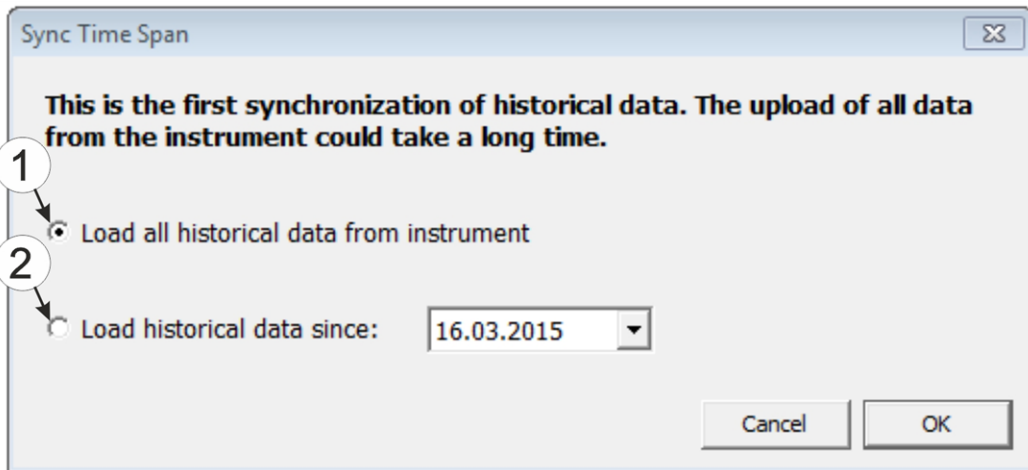 Sync Time Span
This is the first synchronization of historical data. The upload of all data
from the instrument could take a long time.
1
Load all historical data from instrument
2
Load historical data since: 16.03.2015
Cancel OK